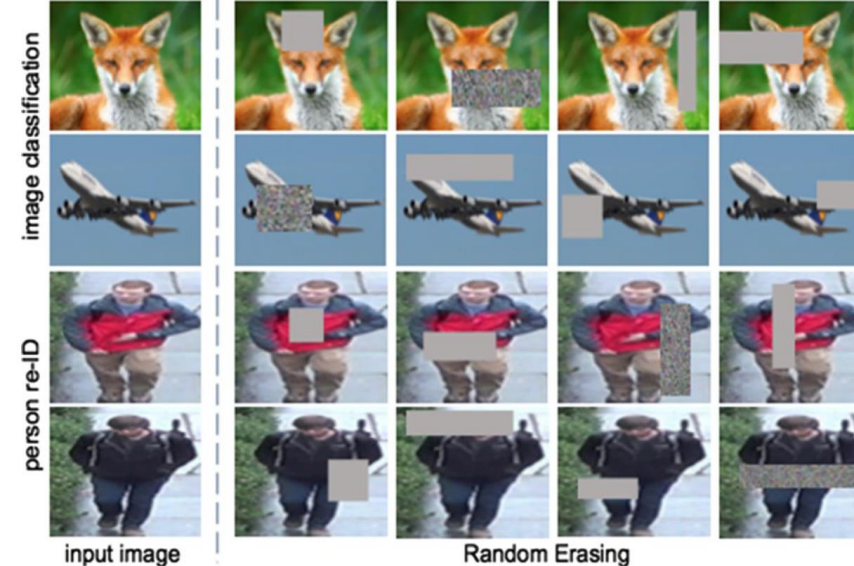 image classification
person re-ID
input image
Random Erasing